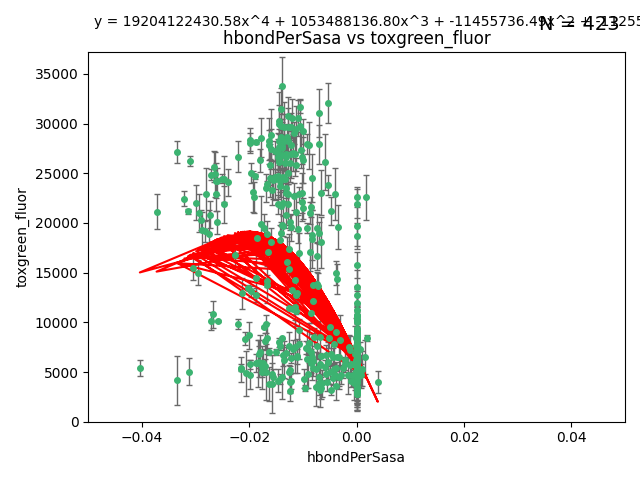 y = 19204122430.58x^4 + 1053488136.80x^3 + -11455736.49x^2 +
N = 423
hbondPerSasa vs toxgreen_fluor
35000
30000
25000
20000
15000
10000
5000
0
toxgreen_fluor
−0.04 −0.02 0.00 0.02 0.04
hbondPerSasa